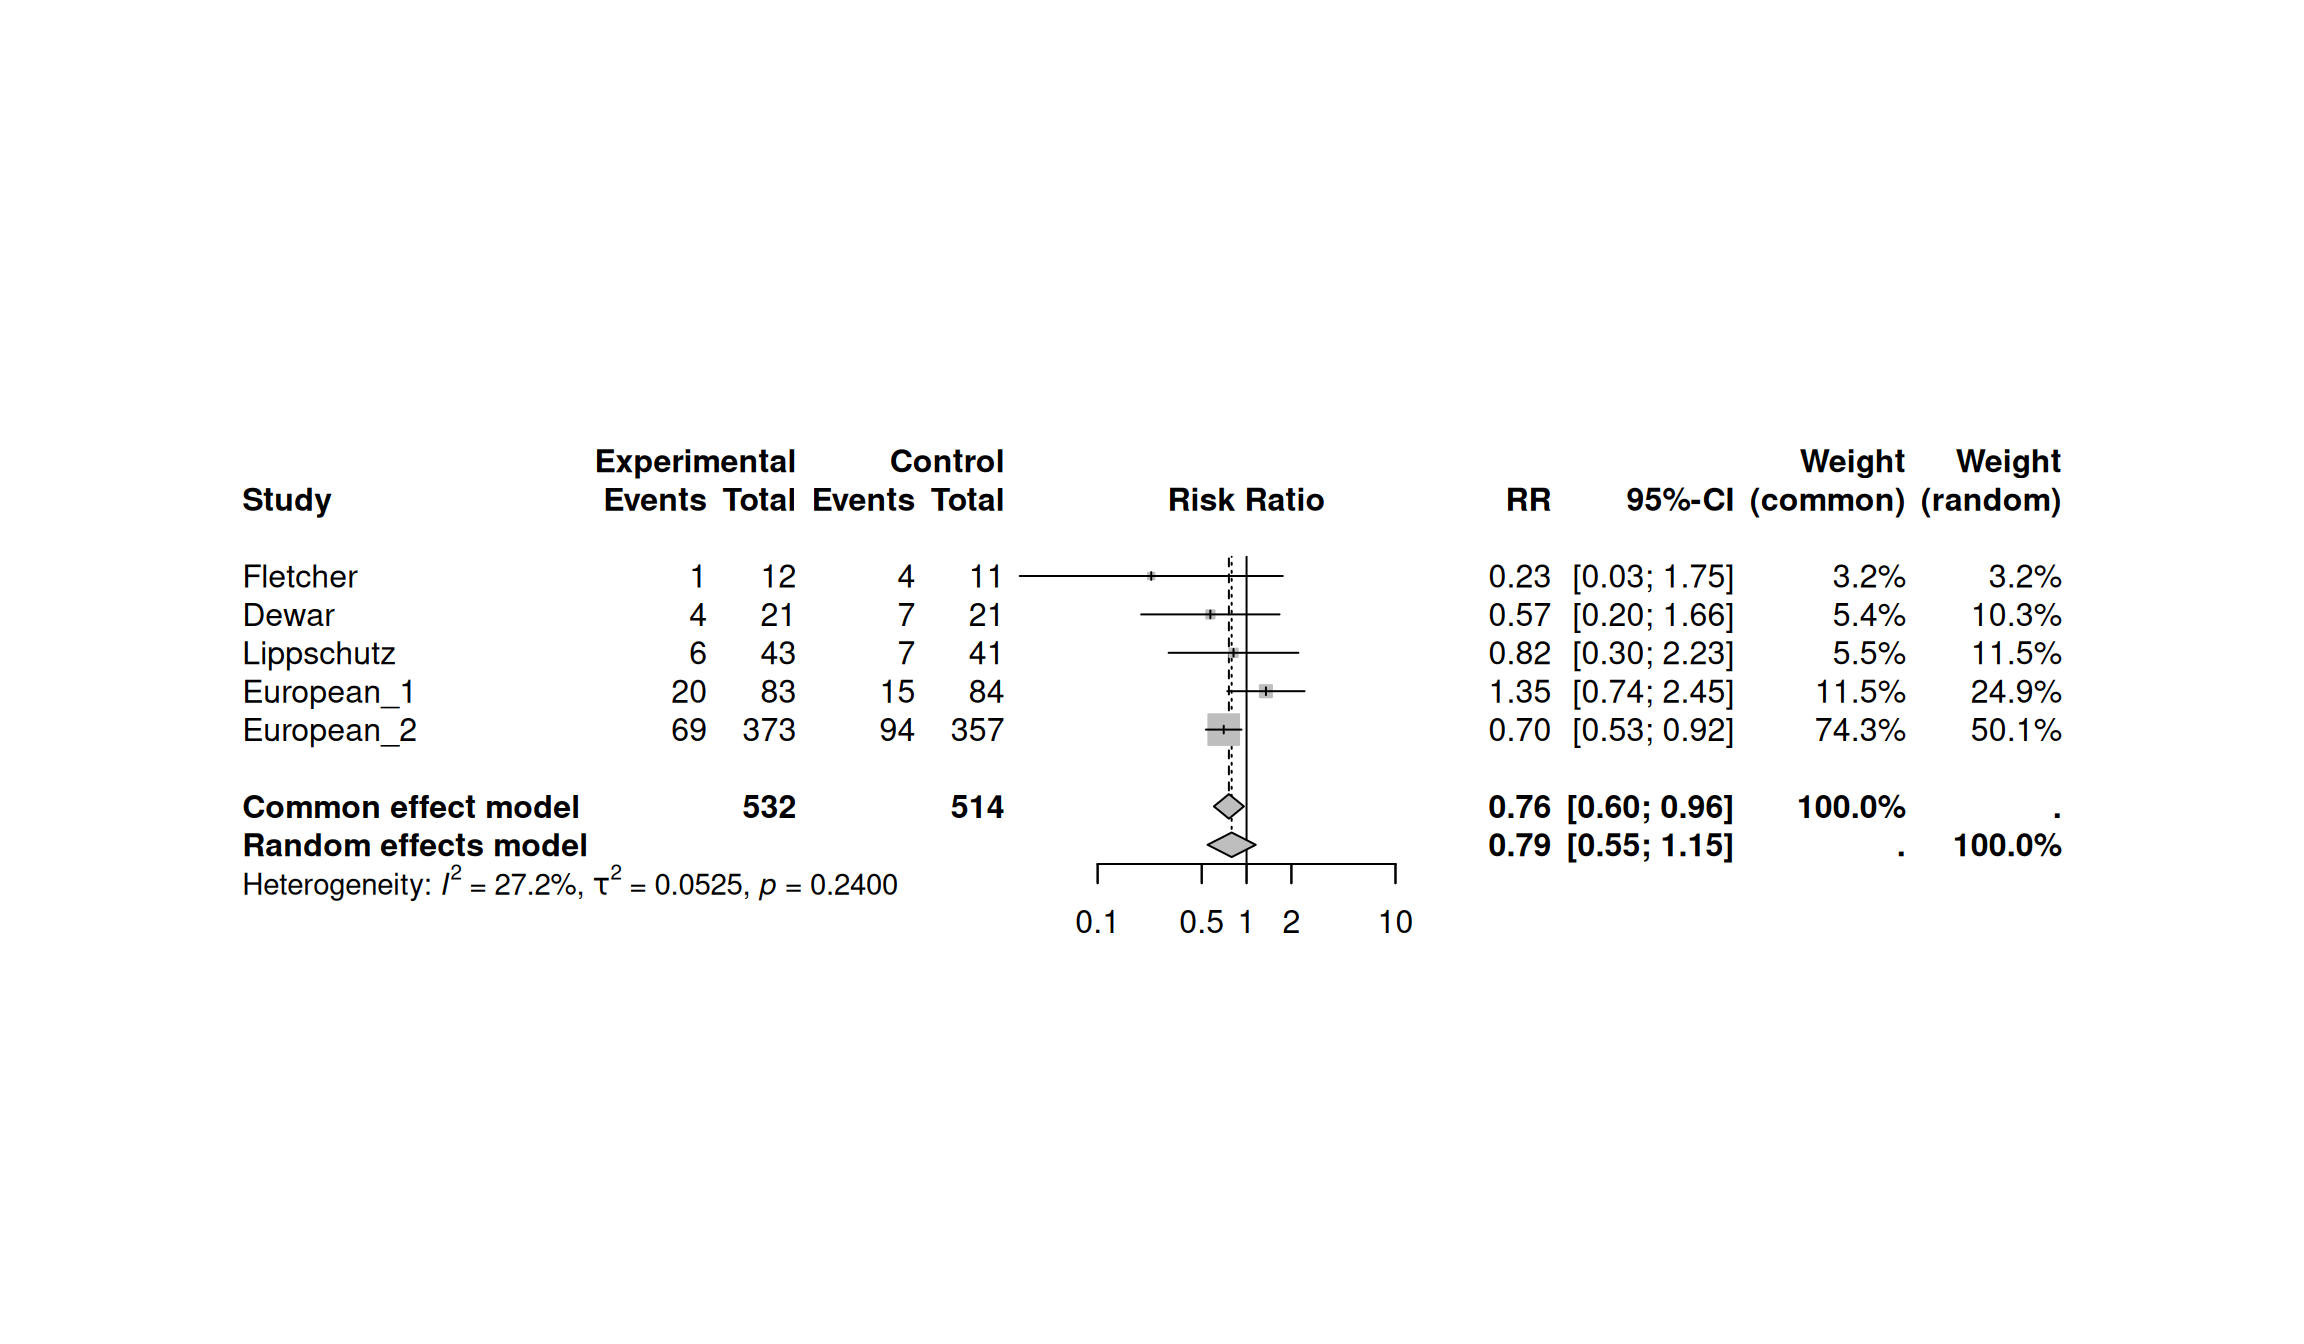 Experimental Control Weight Weight
Study Events Total Events Total Risk Ratio RR 95%-CI (common) (random)
Fletcher 1 12 4 11 0.23 [0.03; 1.75] 3.2% 3.2%
Dewar 4 21 7 21 0.57 [0.20; 1.66] 5.4% 10.3%
Lippschutz 6 43 7 41 0.82 [0.30; 2.23] 5.5% 11.5%
European_1 20 83 15 84 1.35 [0.74; 2.45] 11.5% 24.9%
European_2 69 373 94 357 0.70 [0.53; 0.92] 74.3% 50.1%
Common effect model 532 514 0.76 [0.60; 0.96] 100.0% .
Random effects model 0.79 [0.55; 1.15] . 100.0%
Heterogeneity: I² = 27.2%, τ² = 0.0525, p = 0.2400
0.1 0.5 1 2 10